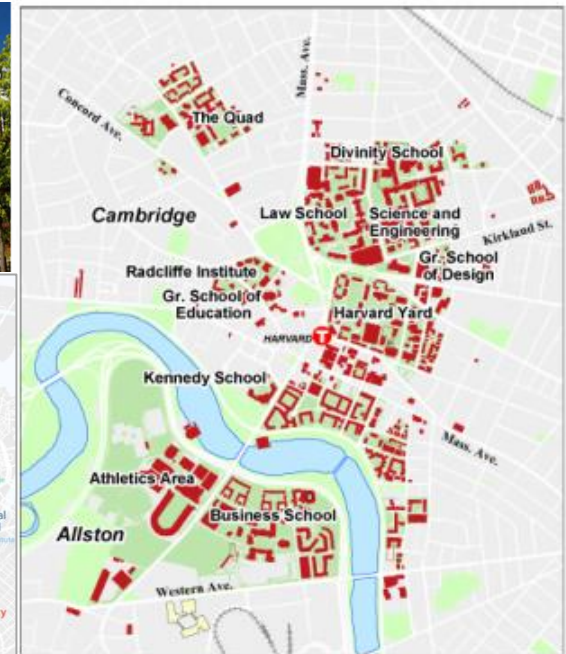 Mass. Ave.
Concord Ave.
The Quad
Divinity School
Cambridge
Law School
Science and
Engineering
Kirkland St.
Gr. School
of Design
Radcliffe Institute
Gr. School of
Education
Harvard Yard
HARVARD
T
Kennedy School
Mass. Ave.
Athletics Area
Business School
Allston
Western Ave.